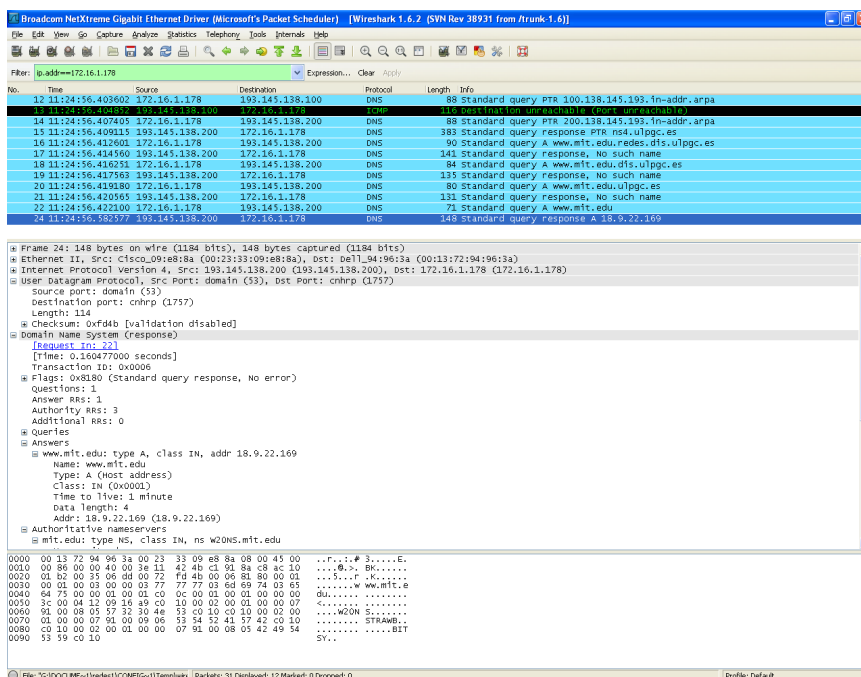 Broadcom NetXtreme Gigabit Ethernet Driver (Microsoft's Packet Scheduler) [Wireshark 1.6.2 (SVN Rev 38931 from /trunk-1.6)]
File Edit View Go Capture Analyze Statistics Telephony Tools Internals Help
Filter: ip.addr==172.16.1.178 Expression... Clear Apply
No. Time Source Destination Protocol Length Info
12 11:24:56.403602 172.16.1.178 193.145.138.100 DNS 88 Standard query PTR 100.138.145.193.in-addr.arpa
13 11:24:56.404852 193.145.138.100 172.16.1.178 ICMP 116 Destination unreachable (Port unreachable)
14 11:24:56.407405 172.16.1.178 193.145.138.200 DNS 88 Standard query PTR 200.138.145.193.in-addr.arpa
15 11:24:56.409115 193.145.138.200 172.16.1.178 DNS 383 Standard query response PTR ns4.ulpgc.es
16 11:24:56.412601 172.16.1.178 193.145.138.200 DNS 90 Standard query A www.mit.edu.redes.dis.ulpgc.es
17 11:24:56.414560 193.145.138.200 172.16.1.178 DNS 141 Standard query response, No such name
18 11:24:56.416251 172.16.1.178 193.145.138.200 DNS 84 Standard query A www.mit.edu.dis.ulpgc.es
19 11:24:56.417563 193.145.138.200 172.16.1.178 DNS 135 Standard query response, No such name
20 11:24:56.419180 172.16.1.178 193.145.138.200 DNS 80 Standard query A www.mit.edu.ulpgc.es
21 11:24:56.420565 193.145.138.200 172.16.1.178 DNS 131 Standard query response, No such name
22 11:24:56.422100 172.16.1.178 193.145.138.200 DNS 71 Standard query A www.mit.edu
24 11:24:56.582577 193.145.138.200 172.16.1.178 DNS 148 Standard query response A 18.9.22.169
Frame 24: 148 bytes on wire (1184 bits), 148 bytes captured (1184 bits)
Ethernet II, Src: Cisco_09:e8:8a (00:23:33:09:e8:8a), Dst: Dell_94:96:3a (00:13:72:94:96:3a)
Internet Protocol Version 4, Src: 193.145.138.200 (193.145.138.200), Dst: 172.16.1.178 (172.16.1.178)
User Datagram Protocol, Src Port: domain (53), Dst Port: cnhrp (1757)
Source port: domain (53)
Destination port: cnhrp (1757)
Length: 114
Checksum: 0xfd4b [validation disabled]
Domain Name System (response)
[Request In: 22]
[Time: 0.160477000 seconds]
Transaction ID: 0x0006
Flags: 0x8180 (Standard query response, No error)
Questions: 1
Answer RRs: 1
Authority RRs: 3
Additional RRs: 0
Queries
Answers
www.mit.edu: type A, class IN, addr 18.9.22.169
Name: www.mit.edu
Type: A (Host address)
Class: IN (0x0001)
Time to live: 1 minute
Data length: 4
Addr: 18.9.22.169 (18.9.22.169)
Authoritative nameservers
mit.edu: type NS, class IN, ns W20NS.mit.edu
0000 00 13 72 94 96 3a 00 23 33 09 e8 8a 08 00 45 00 ..r..:.# 3.....E.
0010 00 86 00 00 40 00 3e 11 42 4b c1 91 8a c8 ac 10 ....@.>. BK......
0020 01 b2 00 35 06 dd 00 72 fd 4b 00 06 81 80 00 01 ...5...r .K......
0030 00 01 00 03 00 00 03 77 77 77 03 6d 69 74 03 65 .......w ww.mit.e
0040 64 75 00 00 01 00 01 c0 0c 00 01 00 01 00 00 00 du...... ........
0050 3c 00 04 12 09 16 a9 c0 10 00 02 00 01 00 00 07 <....... ........
0060 91 00 08 05 57 32 30 4e 53 c0 10 c0 10 00 02 00 ....W20N S.......
0070 01 00 00 07 91 00 09 06 53 54 52 41 57 42 c0 10 ........ STRAWB..
0080 c0 10 00 02 00 01 00 00 07 91 00 08 05 42 49 54 ........ .....BIT
0090 53 59 c0 10 SY..
File: "G:\DOCUME~1\redes1\CONFIG~1\Temp\wire Packets: 31 Displayed: 12 Marked: 0 Dropped: 0 Profile: Default